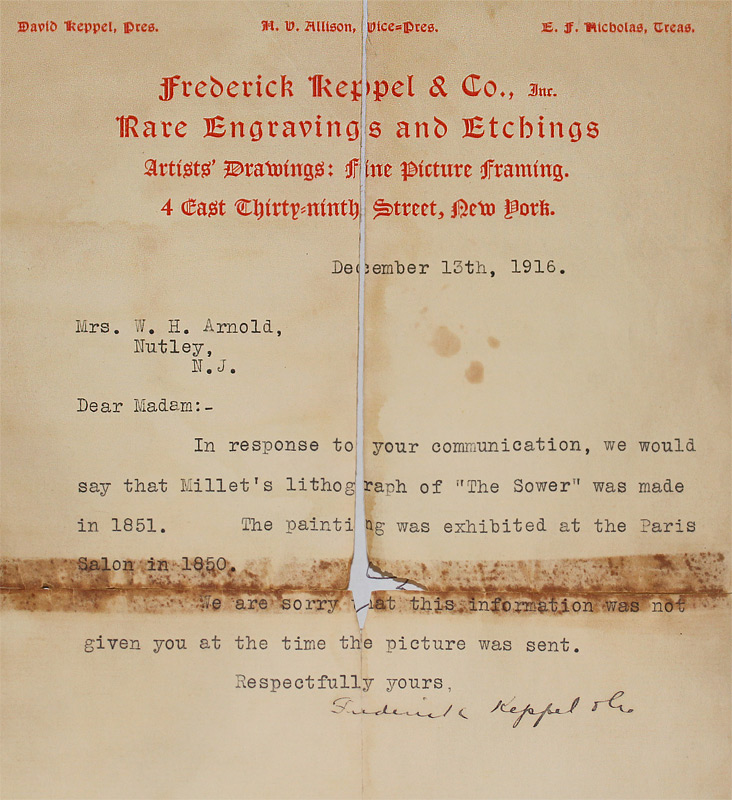 David Keppel, Pres. H. V. Allison, Vice=Pres. E. F. Nicholas, Treas.
Frederick Keppel & Co., Inc.
Rare Engravings and Etchings
Artists' Drawings: Fine Picture Framing.
4 East Thirty=ninth Street, New York.
December 13th, 1916.
Mrs. W. H. Arnold,
Nutley,
N.J.
Dear Madam:-
In response to your communication, we would
say that Millet's lithograph of "The Sower" was made
in 1851. The painting was exhibited at the Paris
Salon in 1850.
We are sorry that this information was not
given you at the time the picture was sent.
Respectfully yours,
Frederick Keppel & Co